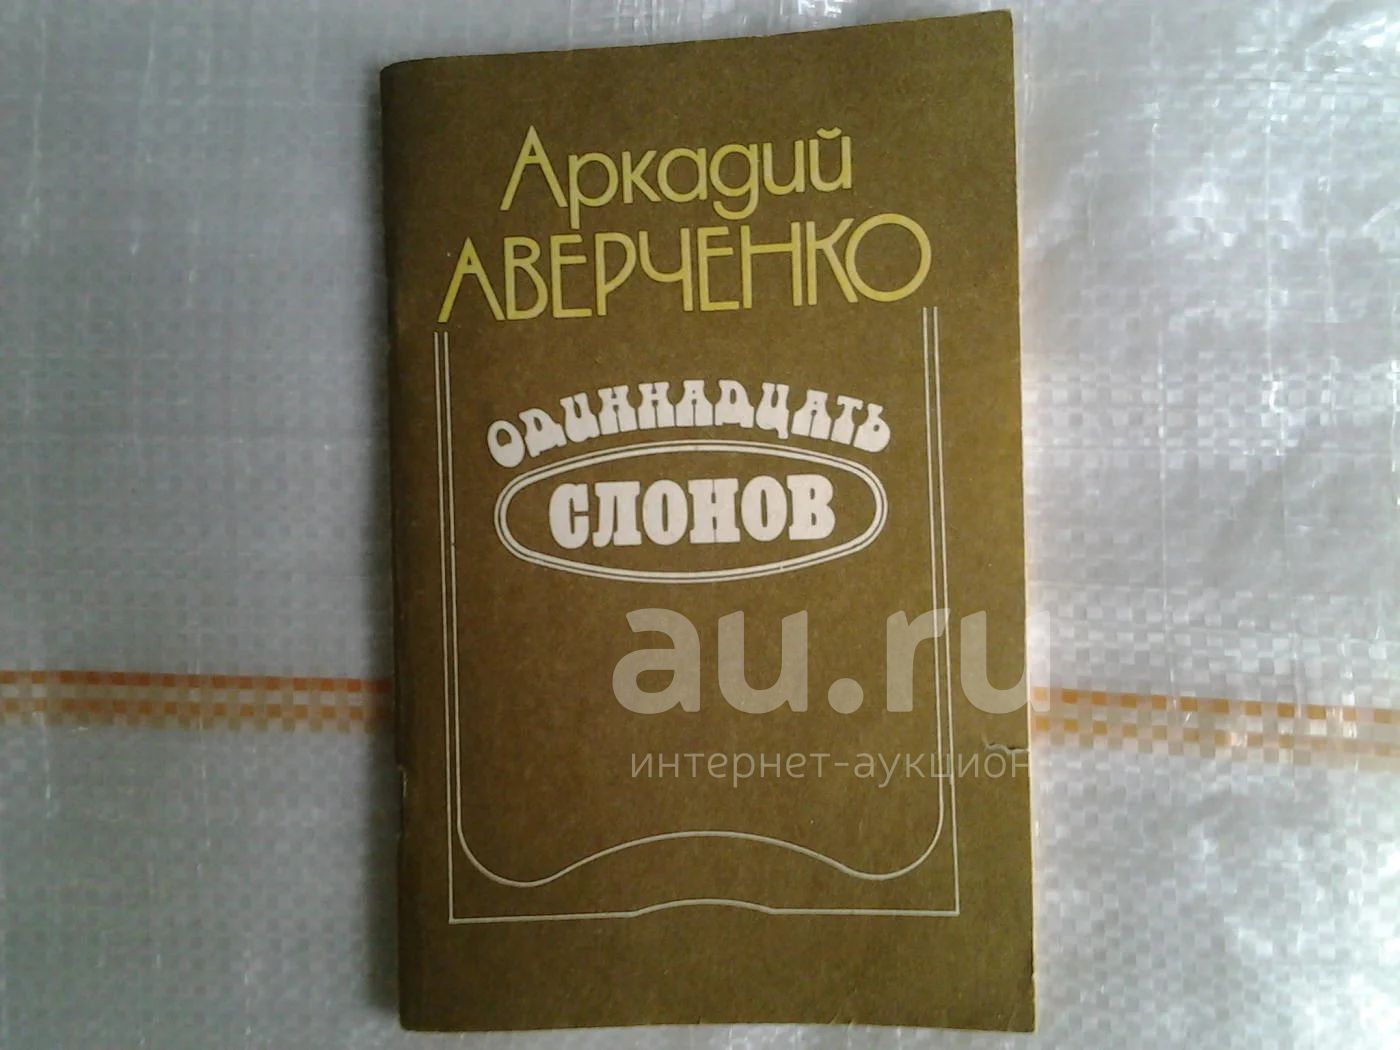 Аркадий
АВЕРЧЕНКО
ОДИННАДЦАТЬ
СЛОНОВ
au.ru
интернет-аукцион